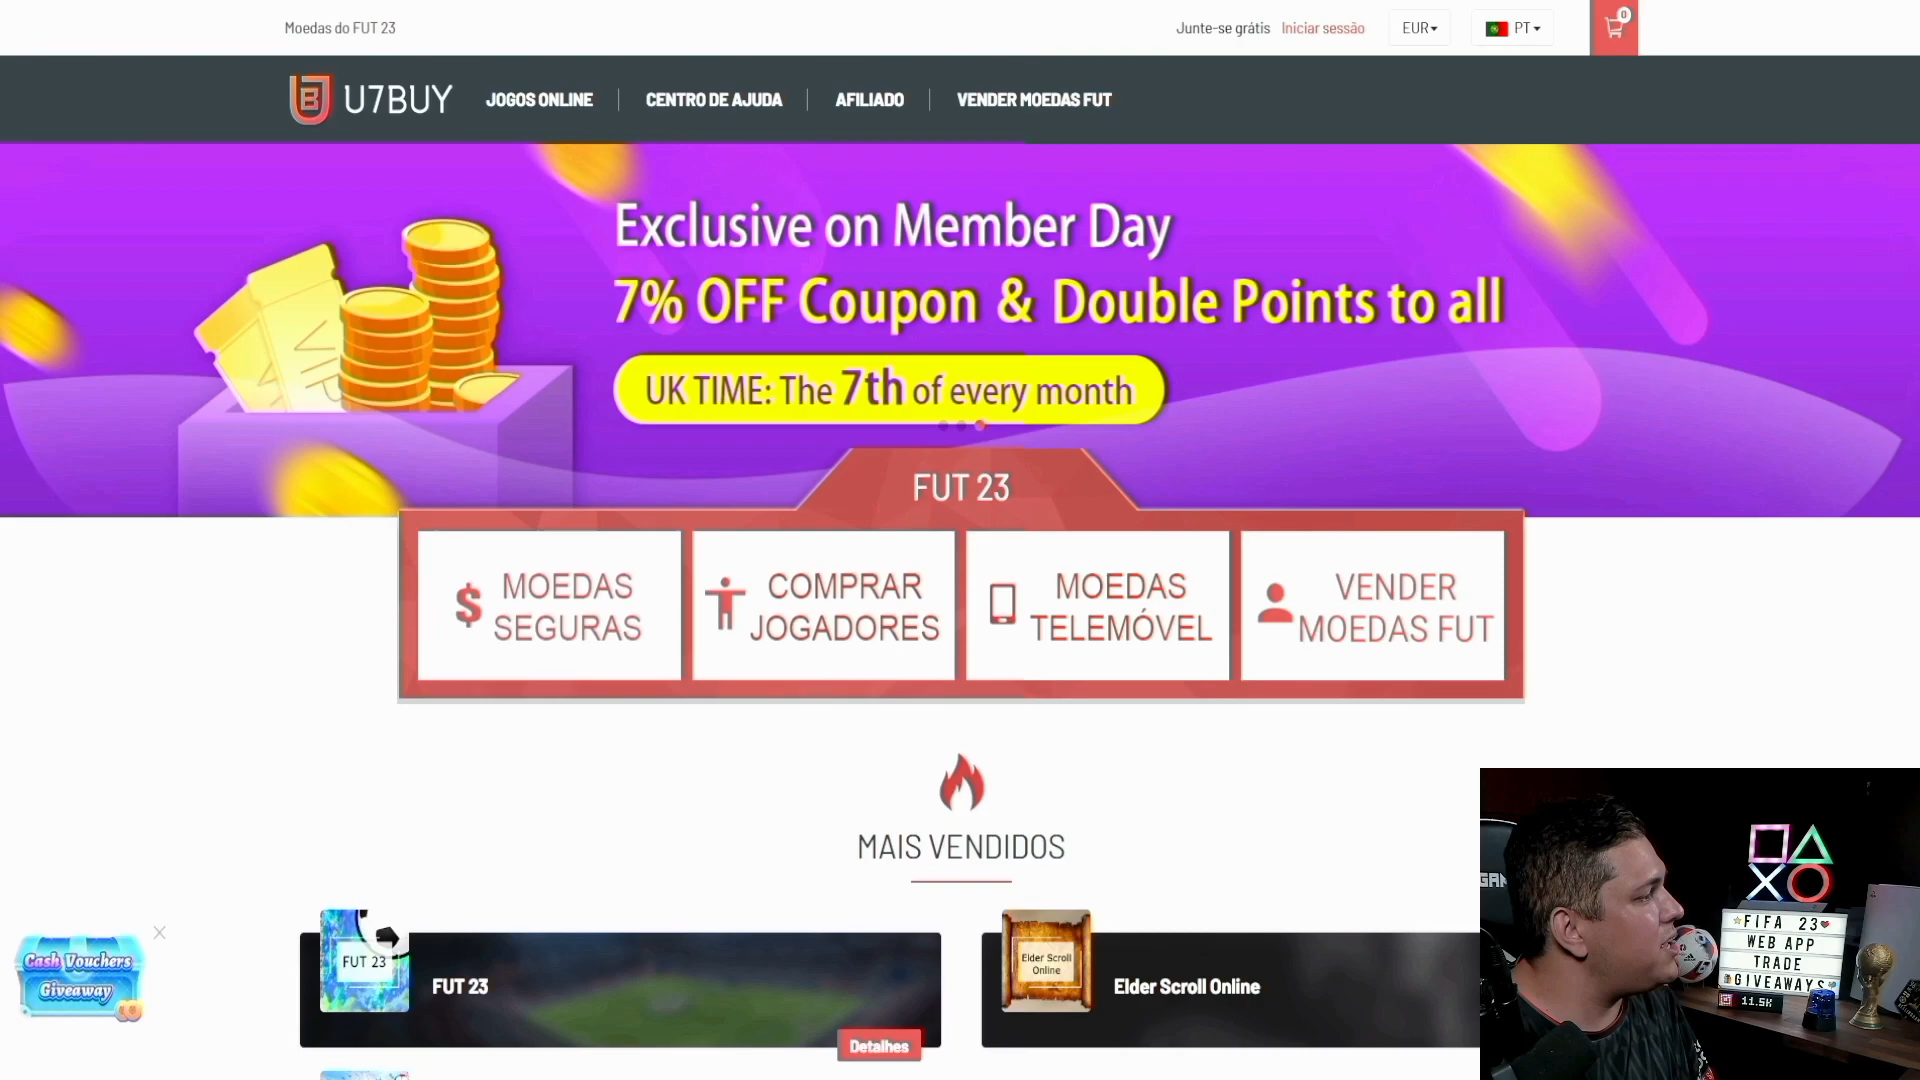 Moedas do FUT 23
Junte-se grátis Iniciar sessão
EUR
PT
0
U7BUY
JOGOS ONLINE
CENTRO DE AJUDA
AFILIADO
VENDER MOEDAS FUT
Exclusive on Member Day
7% OFF Coupon & Double Points to all
UK TIME: The 7th of every month
VIP
FUT 23
MOEDAS
SEGURAS
COMPRAR
JOGADORES
MOEDAS
TELEMÓVEL
VENDER
MOEDAS FUT
MAIS VENDIDOS
FUT 23
FUT 23
Detalhes
Elder Scroll
Online
Elder Scroll Online
Cash Vouchers
Giveaway
FIFA 23
WEB APP
TRADE
GIVEAWAYS
11.5K